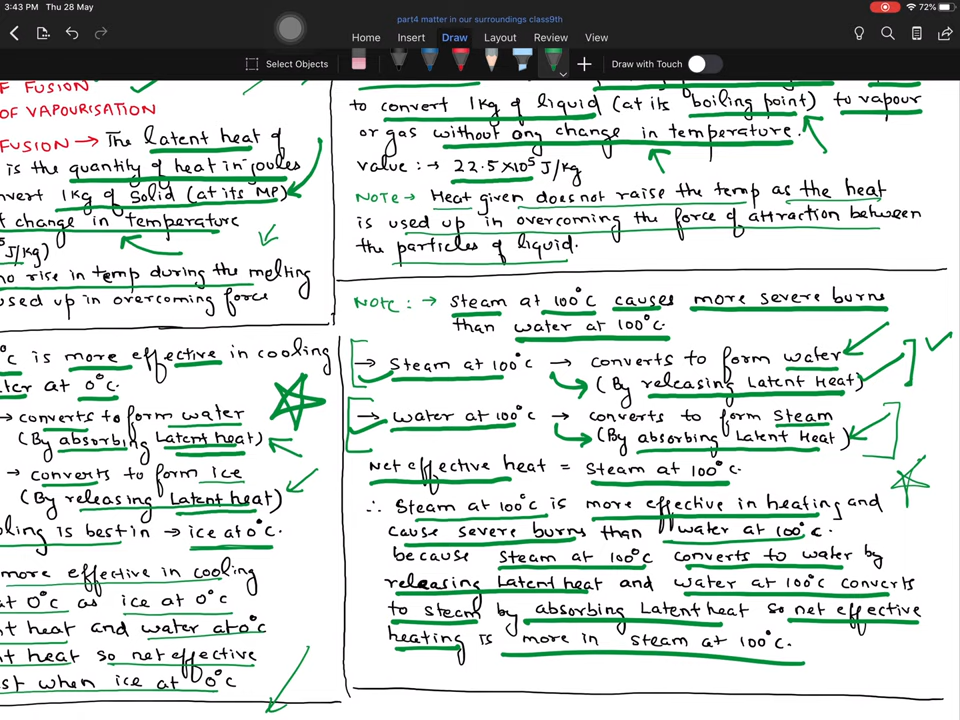 3:43 PM Thu 28 May
72%
part4 matter in our surroundings class9th
Home Insert Draw Layout Review View
Select Objects
Draw with Touch
F FUSION
OF VAPOURISATION
FUSION → The latent heat of
is the quantity of heat in joules
nvert 1kg of solid (at its MP)
t change in temperature
5 J/kg)
no rise in temp during the melting
used up in overcoming force
°C is more effective in cooling
ter at 0°C.
→ converts to form water
(By absorbing Latent heat)
→ converts to form ice
(By releasing Latent heat)
oling is best in → ice at 0°C.
more effective in cooling
at 0°C as ice at 0°C
nt heat and water at 0°C
nt heat so net effective
st when ice at 0°C
to convert 1kg of liquid (at its boiling point) to vapour
or gas without any change in temperature.
value :→ 22.5×10⁵ J/kg
NOTE → Heat given does not raise the temp as the heat
is used up in overcoming the force of attraction between
the particles of liquid.
NOTE :→ Steam at 100°C causes more severe burns
than water at 100°C.
→ Steam at 100°C → converts to form water
(By releasing Latent Heat)
→ Water at 100°C → converts to form Steam
(By absorbing Latent Heat)
Net effective heat = Steam at 100°C.
∴ Steam at 100°C is more effective in heating and
cause severe burns than water at 100°C.
because Steam at 100°C converts to water by
releasing Latent heat and water at 100°C converts
to steam by absorbing Latent heat so net effective
heating is more in steam at 100°C.